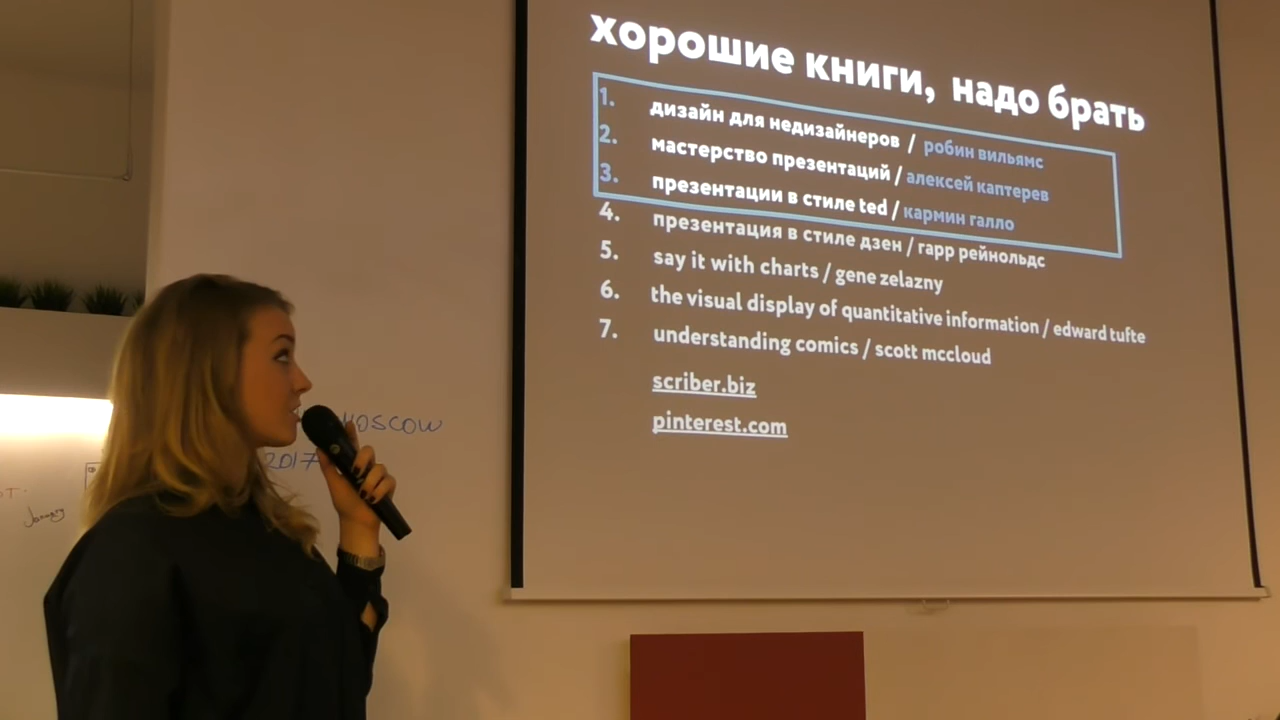 хорошие книги, надо брать
1. дизайн для недизайнеров / робин вильямс
2. мастерство презентаций / алексей каптерев
3. презентации в стиле ted / кармин галло
4. презентация в стиле дзен / гарр рейнольдс
5. say it with charts / gene zelazny
6. the visual display of quantitative information / edward tufte
7. understanding comics / scott mccloud
scriber.biz
pinterest.com
MOSCOW
2017
January